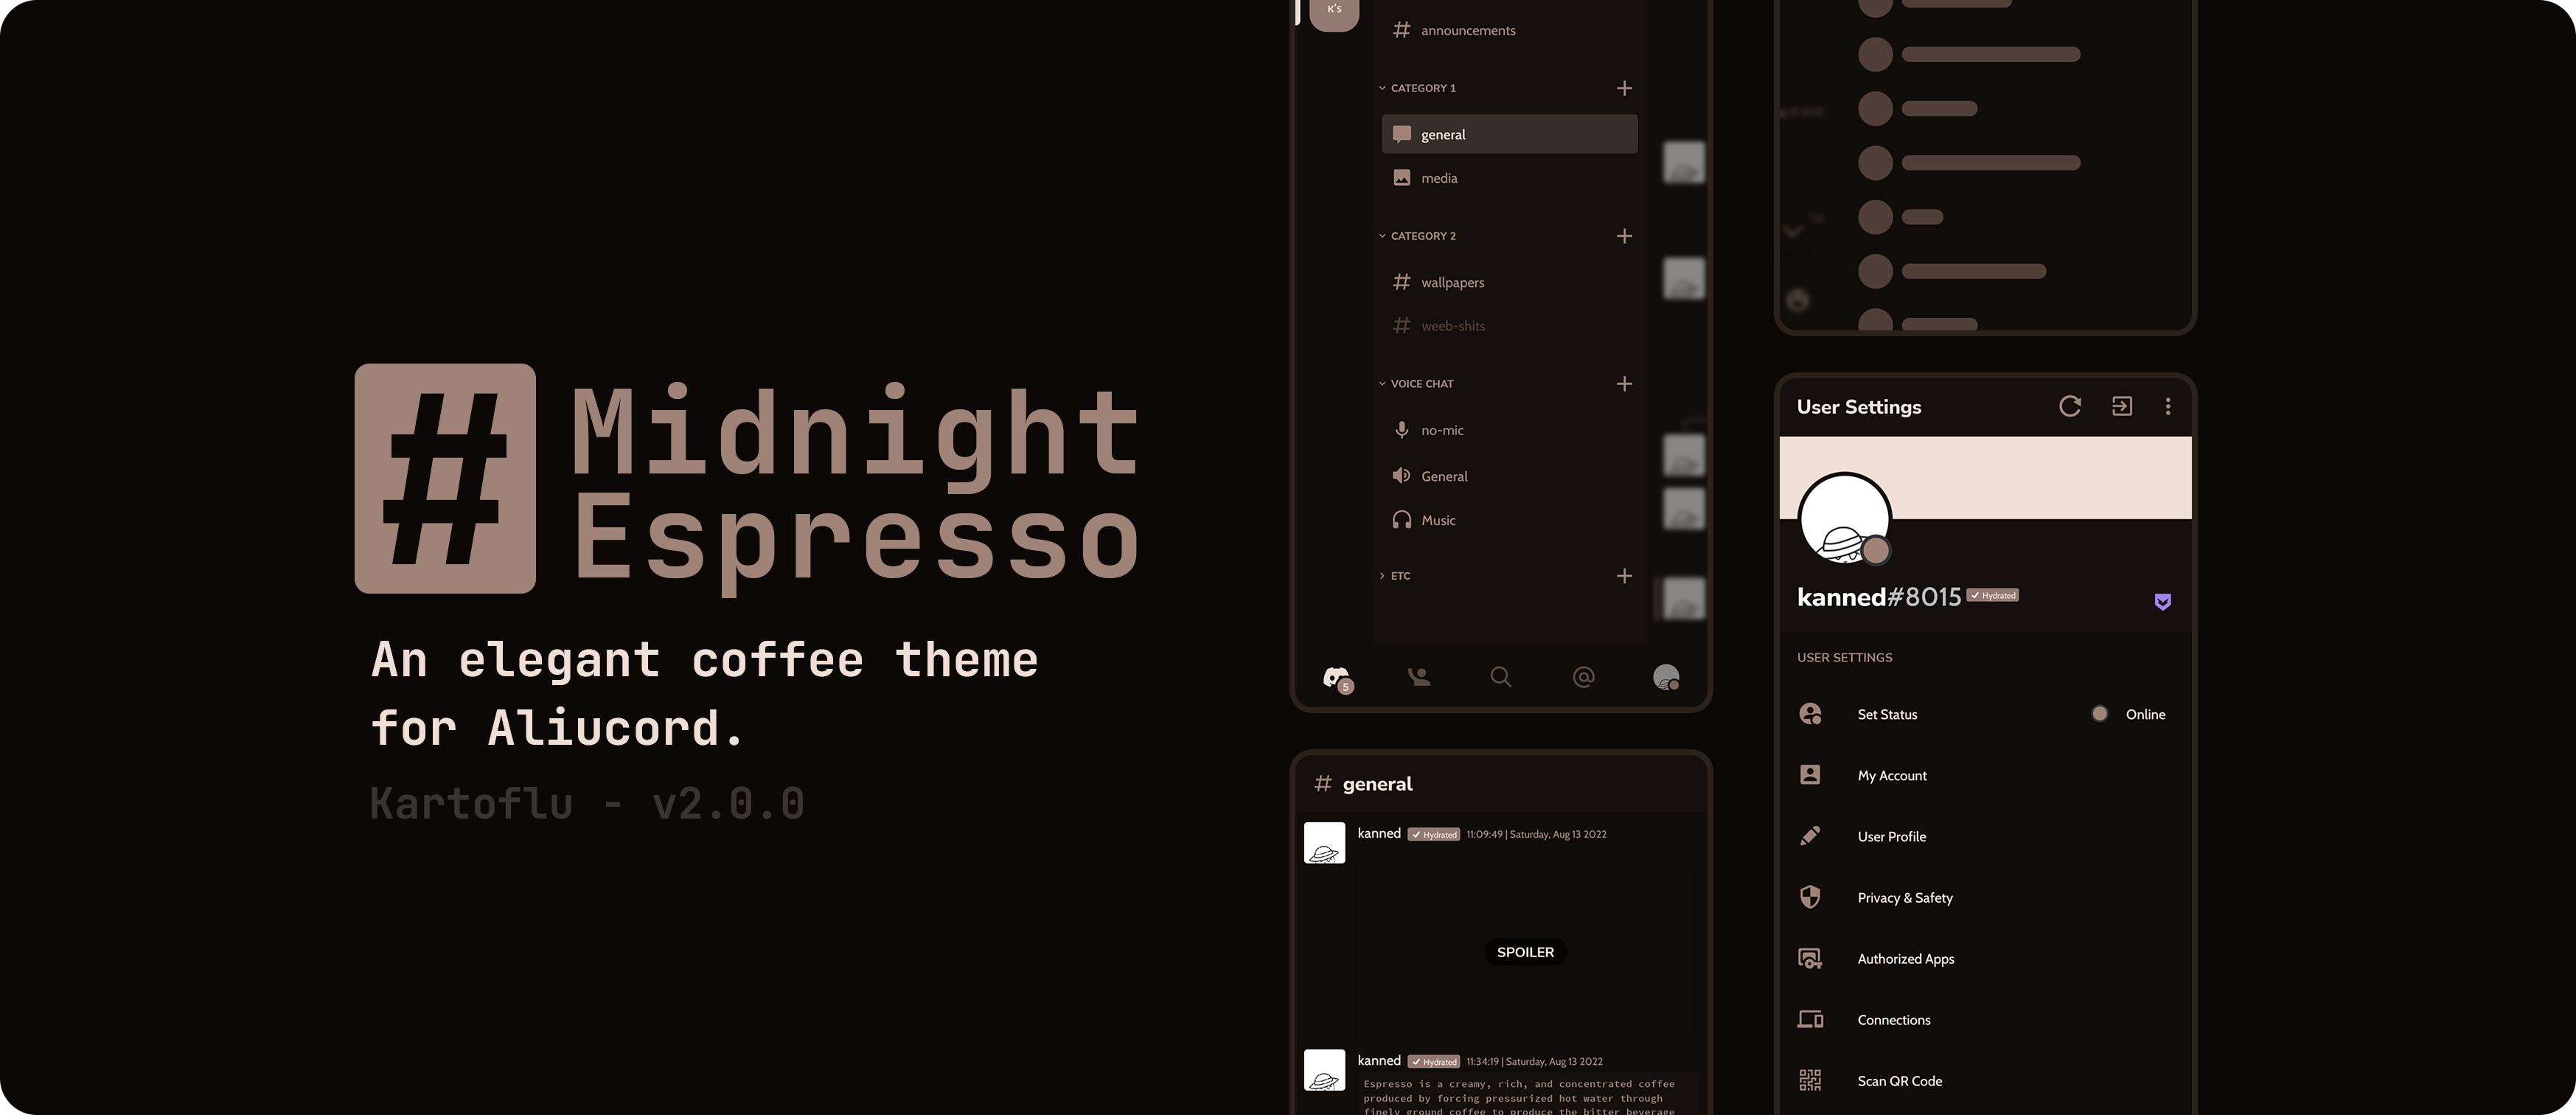 #
Midnight
Espresso
An elegant coffee theme
for Aliucord.
Kartoflu - v2.0.0
K's
# announcements
CATEGORY 1
general
media
CATEGORY 2
# wallpapers
# weeb-shits
VOICE CHAT
no-mic
General
Music
ETC
5
# general
kanned Hydrated 11:09:49 | Saturday, Aug 13 2022
SPOILER
kanned Hydrated 11:34:19 | Saturday, Aug 13 2022
Espresso is a creamy, rich, and concentrated coffee
produced by forcing pressurized hot water through
finely ground coffee to produce the bitter beverage
User Settings
kanned#8015 Hydrated
USER SETTINGS
Set Status Online
My Account
User Profile
Privacy & Safety
Authorized Apps
Connections
Scan QR Code